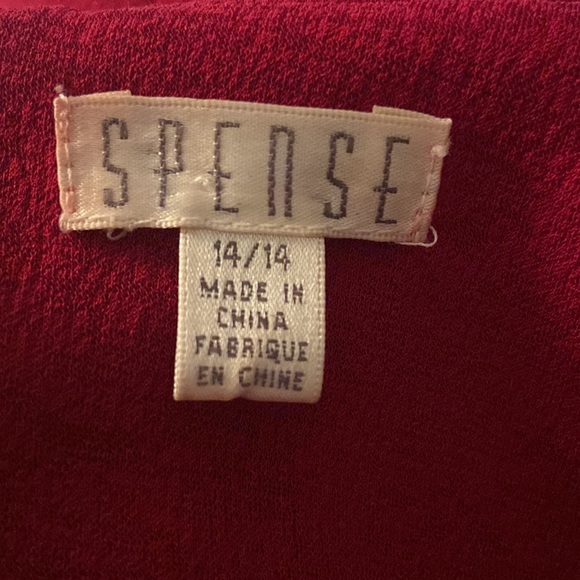 SPENSE
14/14
MADE IN
CHINA
FABRIQUE
EN CHINE